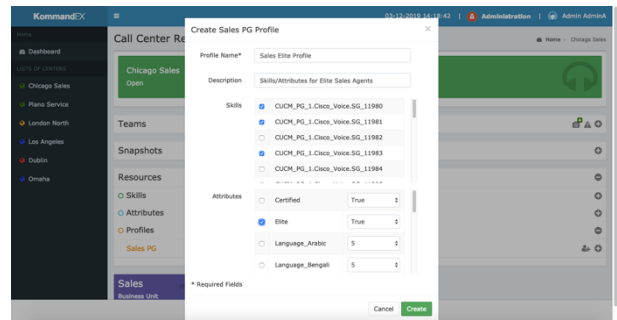 KommandEX
03-12-2019 14:18:42 | Administration | Admin AdminA
Home
Dashboard
LISTS OF CENTERS
Chicago Sales
Plano Service
London North
Los Angeles
Dublin
Omaha
Call Center Re
Home > Chicago Sales
Chicago Sales
Open
Teams
Snapshots
Resources
Skills
Attributes
Profiles
Sales PG
Sales
Business Unit
Create Sales PG Profile
×
Profile Name* Sales Elite Profile
Description Skills/Attributes for Elite Sales Agents
Skills CUCM_PG_1.Cisco_Voice.SG_11980
CUCM_PG_1.Cisco_Voice.SG_11981
CUCM_PG_1.Cisco_Voice.SG_11982
CUCM_PG_1.Cisco_Voice.SG_11983
CUCM_PG_1.Cisco_Voice.SG_11984
Attributes Certified True
Elite True
Language_Arabic 5
Language_Bengali 5
* Required Fields
Cancel Create